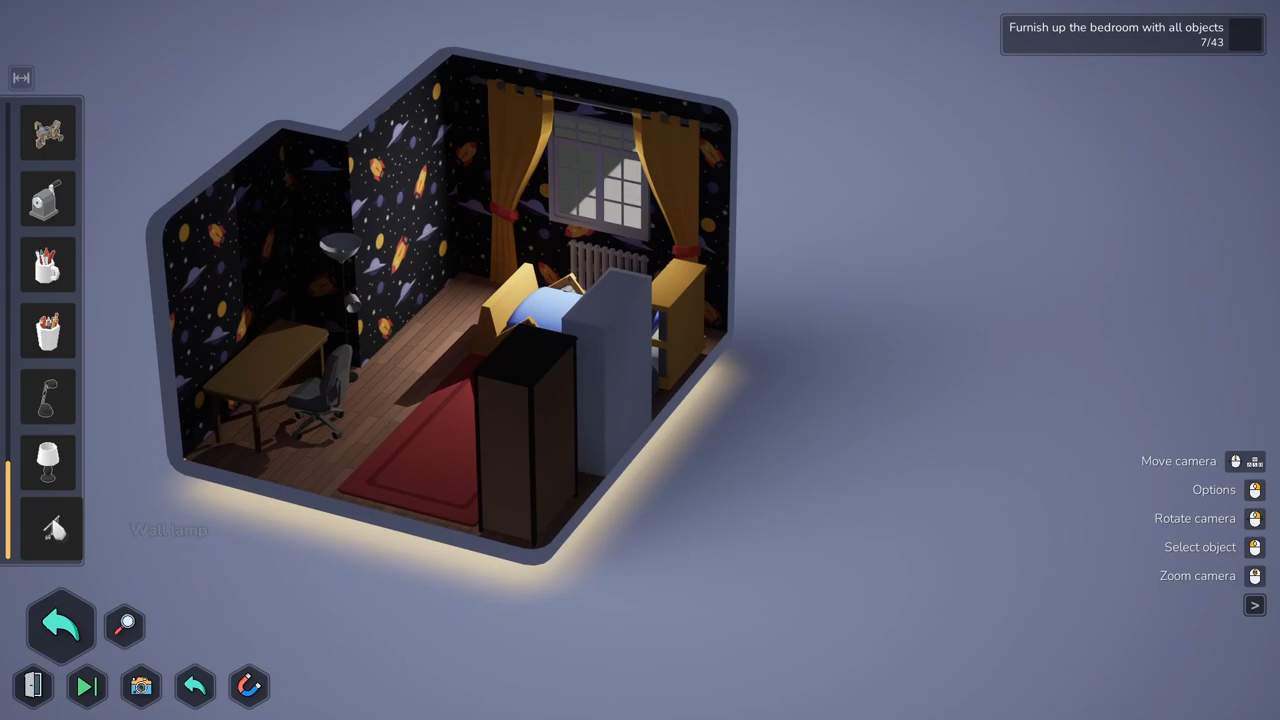 Furnish up the bedroom with all objects
7/43
Wall lamp
Move camera
Options
Rotate camera
Select object
Zoom camera
>